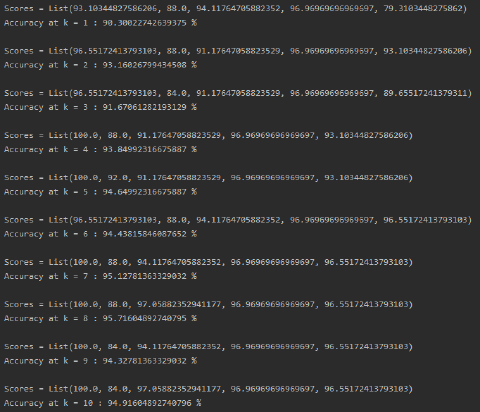 Scores = List(93.10344827586206, 88.0, 94.11764705882352, 96.96969696969697, 79.3103448275862)
Accuracy at k = 1 : 90.30022742639375 %
Scores = List(96.55172413793103, 88.0, 91.17647058823529, 96.96969696969697, 93.10344827586206)
Accuracy at k = 2 : 93.16026799434508 %
Scores = List(96.55172413793103, 84.0, 91.17647058823529, 96.96969696969697, 89.65517241379311)
Accuracy at k = 3 : 91.67061282193129 %
Scores = List(100.0, 88.0, 91.17647058823529, 96.96969696969697, 93.10344827586206)
Accuracy at k = 4 : 93.84992316675887 %
Scores = List(100.0, 92.0, 91.17647058823529, 96.96969696969697, 93.10344827586206)
Accuracy at k = 5 : 94.64992316675887 %
Scores = List(96.55172413793103, 88.0, 94.11764705882352, 96.96969696969697, 96.55172413793103)
Accuracy at k = 6 : 94.43815846087652 %
Scores = List(100.0, 88.0, 94.11764705882352, 96.96969696969697, 96.55172413793103)
Accuracy at k = 7 : 95.12781363329032 %
Scores = List(100.0, 88.0, 97.05882352941177, 96.96969696969697, 96.55172413793103)
Accuracy at k = 8 : 95.71604892740795 %
Scores = List(100.0, 84.0, 94.11764705882352, 96.96969696969697, 96.55172413793103)
Accuracy at k = 9 : 94.32781363329032 %
Scores = List(100.0, 84.0, 97.05882352941177, 96.96969696969697, 96.55172413793103)
Accuracy at k = 10 : 94.91604892740796 %